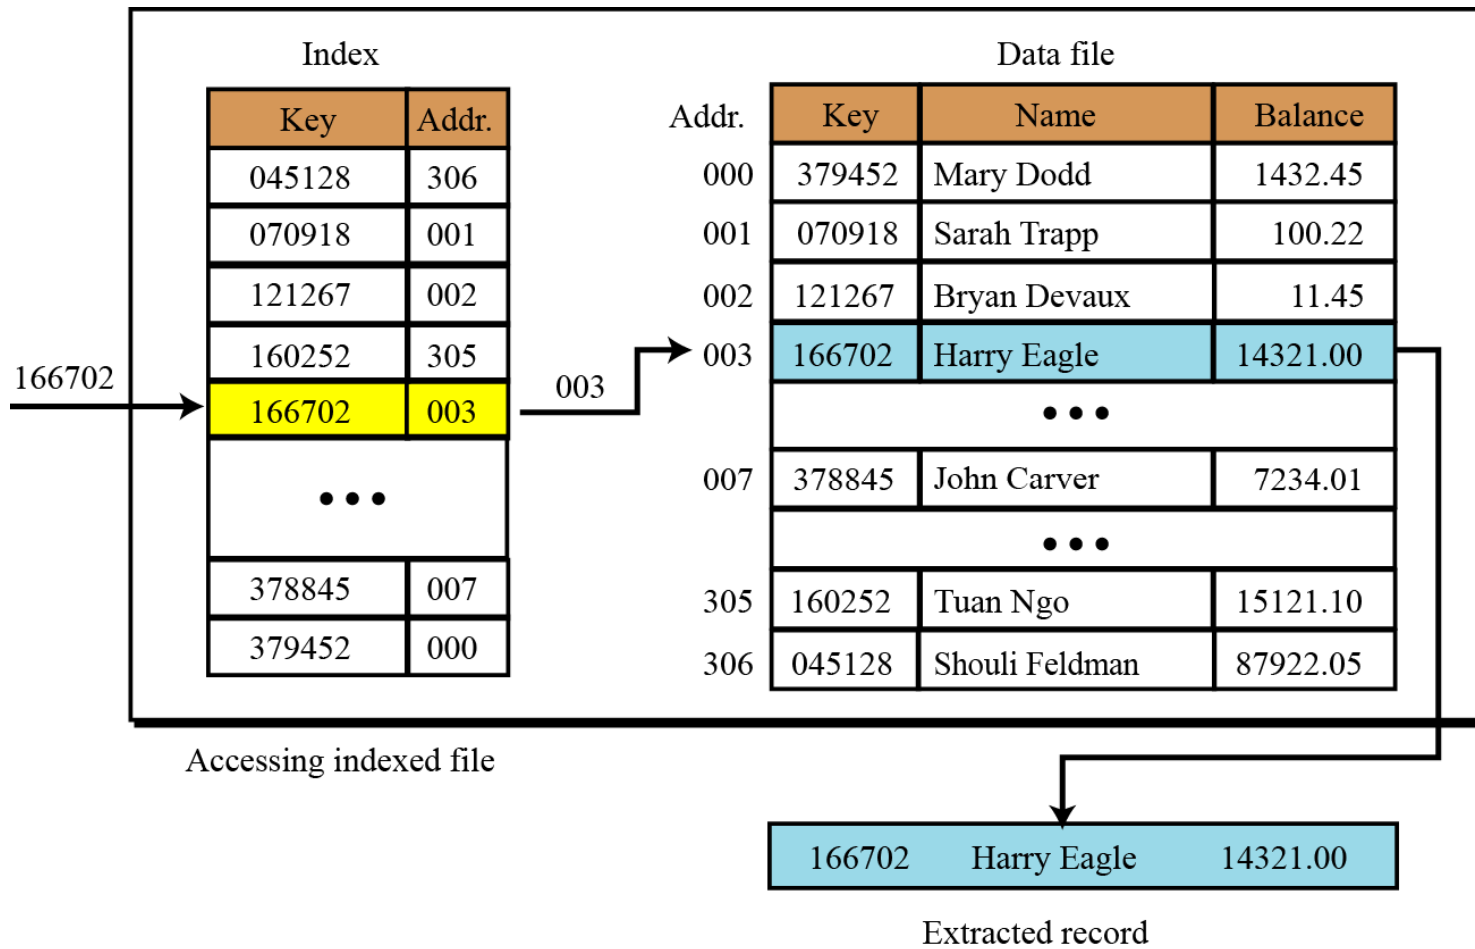 Index
Key Addr.
045128 306
070918 001
121267 002
160252 305
166702 003
•••
378845 007
379452 000
166702
003
Data file
Addr. Key Name Balance
000 379452 Mary Dodd 1432.45
001 070918 Sarah Trapp 100.22
002 121267 Bryan Devaux 11.45
003 166702 Harry Eagle 14321.00
•••
007 378845 John Carver 7234.01
•••
305 160252 Tuan Ngo 15121.10
306 045128 Shouli Feldman 87922.05
Accessing indexed file
166702 Harry Eagle 14321.00
Extracted record